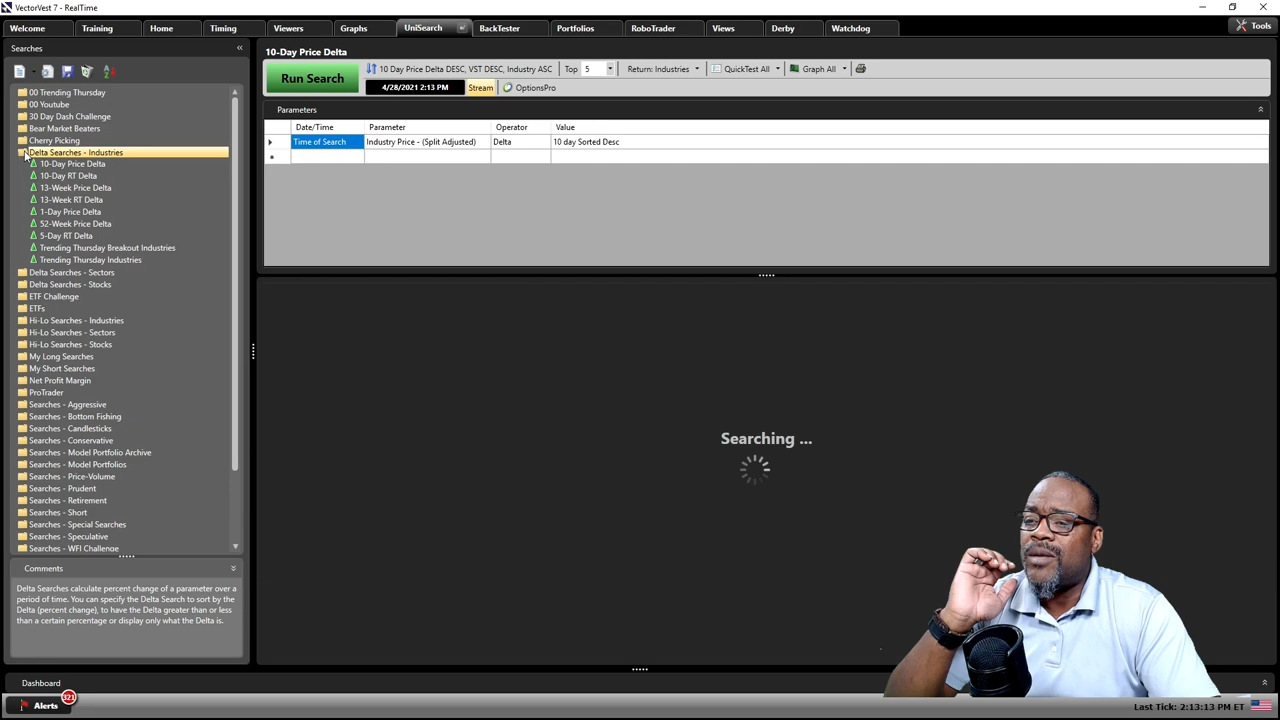 VectorVest 7 - RealTime
Welcome Training Home Timing Viewers Graphs UniSearch BackTester Portfolios RoboTrader Views Derby Watchdog Tools
Searches
00 Trending Thursday
00 Youtube
30 Day Dash Challenge
Bear Market Beaters
Cherry Picking
Delta Searches - Industries
10-Day Price Delta
10-Day RT Delta
13-Week Price Delta
13-Week RT Delta
1-Day Price Delta
52-Week Price Delta
5-Day RT Delta
Trending Thursday Breakout Industries
Trending Thursday Industries
Delta Searches - Sectors
Delta Searches - Stocks
ETF Challenge
ETFs
Hi-Lo Searches - Industries
Hi-Lo Searches - Sectors
Hi-Lo Searches - Stocks
My Long Searches
My Short Searches
Net Profit Margin
ProTrader
Searches - Aggressive
Searches - Bottom Fishing
Searches - Candlesticks
Searches - Conservative
Searches - Model Portfolio Archive
Searches - Model Portfolios
Searches - Price-Volume
Searches - Prudent
Searches - Retirement
Searches - Short
Searches - Special Searches
Searches - Speculative
Searches - WFI Challenge
Comments
Delta Searches calculate percent change of a parameter over a
period of time. You can specify the Delta Search to sort by the
Delta (percent change), to have the Delta greater than or less
than a certain percentage or display only what the Delta is.
10-Day Price Delta
Run Search
10 Day Price Delta DESC, VST DESC, Industry ASC Top 5 Return: Industries QuickTest All Graph All
4/28/2021 2:13 PM Stream OptionsPro
Parameters
Date/Time Parameter Operator Value
Time of Search Industry Price - (Split Adjusted) Delta 10 day Sorted Desc
Searching ...
Dashboard
Alerts 321
Last Tick: 2:13:13 PM ET